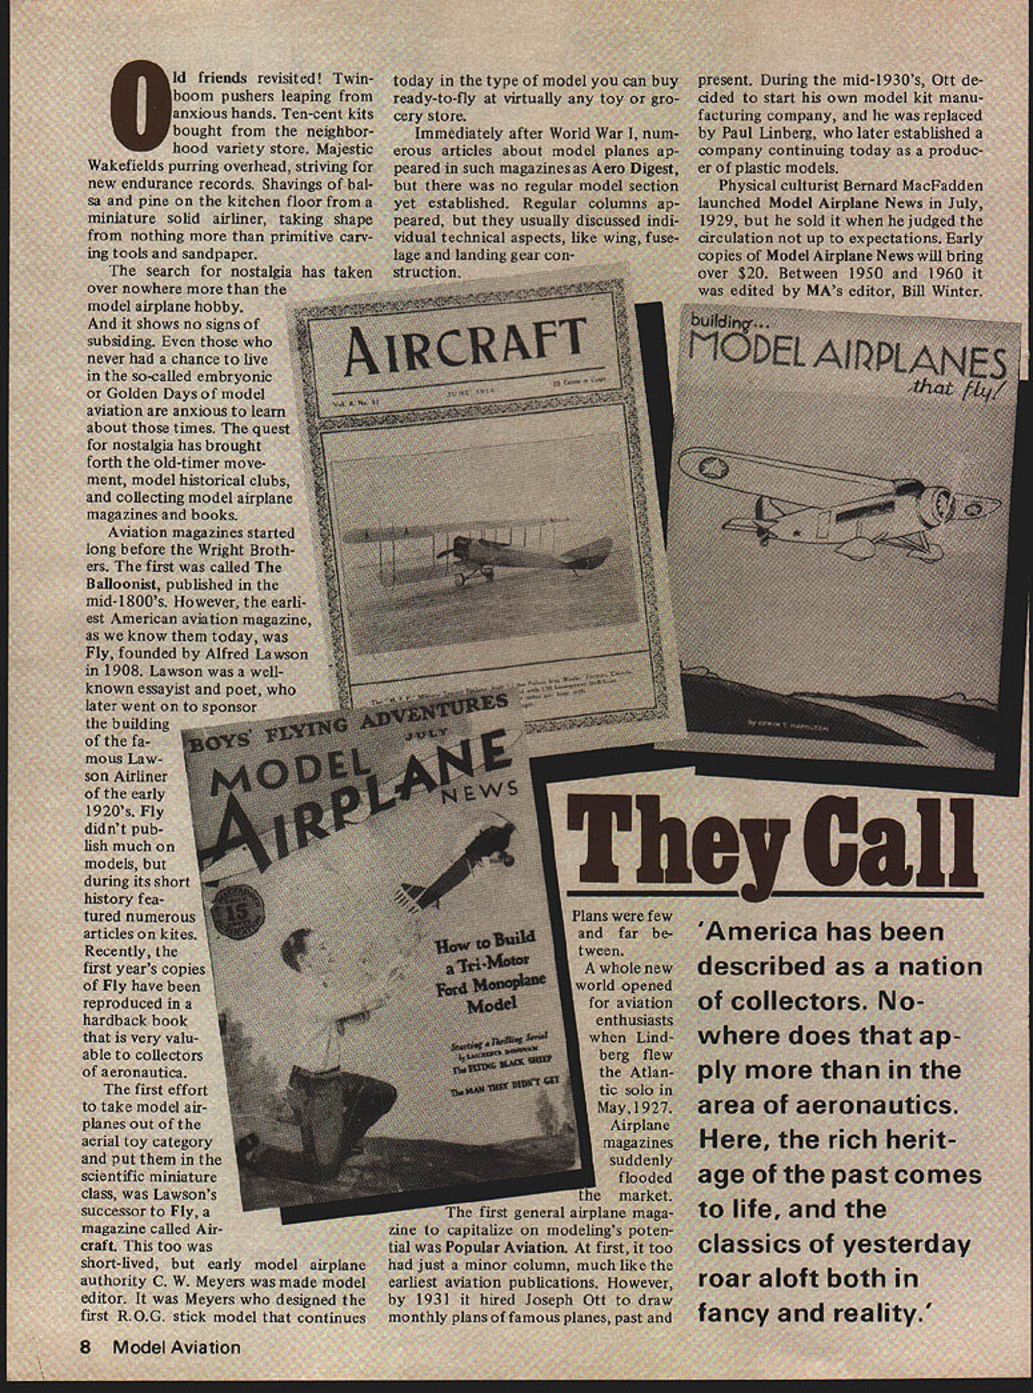 Old friends revisited! Twin-
boom pushers leaping from
anxious hands. Ten-cent kits
bought from the neighbor-
hood variety store. Majestic
Wakefields purring overhead, striving for
new endurance records. Shavings of bal-
sa and pine on the kitchen floor from a
miniature solid airliner, taking shape
from nothing more than primitive carv-
ing tools and sandpaper.
The search for nostalgia has taken
over nowhere more than the
model airplane hobby.
And it shows no signs of
subsiding. Even those who
never had a chance to live
in the so-called embryonic
or Golden Days of model
aviation are anxious to learn
about those times. The quest
for nostalgia has brought
forth the old-timer move-
ment, model historical clubs,
and collecting model airplane
magazines and books.
Aviation magazines started
long before the Wright Broth-
ers. The first was called The
Balloonist, published in the
mid-1800's. However, the earli-
est American aviation magazine,
as we know them today, was
Fly, founded by Alfred Lawson
in 1908. Lawson was a well-
known essayist and poet, who
later went on to sponsor
the building
of the fa-
mous Law-
son Airliner
of the early
1920's. Fly
didn't pub-
lish much on
models, but
during its short
history fea-
tured numerous
articles on kites.
Recently, the
first year's copies
of Fly have been
reproduced in a
hardback book
that is very valu-
able to collectors
of aeronautica.
The first effort
to take model air-
planes out of the
aerial toy category
and put them in the
scientific miniature
class, was Lawson's
successor to Fly, a
magazine called Air-
craft. This too was
short-lived, but early model airplane
authority C. W. Meyers was made model
editor. It was Meyers who designed the
first R.O.G. stick model that continues
today in the type of model you can buy
ready-to-fly at virtually any toy or gro-
cery store.
Immediately after World War I, num-
erous articles about model planes ap-
peared in such magazines as Aero Digest,
but there was no regular model section
yet established. Regular columns ap-
peared, but they usually discussed indi-
vidual technical aspects, like wing, fuse-
lage and landing gear con-
struction.
Plans were few
and far be-
tween.
A whole new
world opened
for aviation
enthusiasts
when Lind-
berg flew
the Atlan-
tic solo in
May, 1927.
Airplane
magazines
suddenly
flooded
the market.
The first general airplane maga-
zine to capitalize on modeling's poten-
tial was Popular Aviation. At first, it too
had just a minor column, much like the
earliest aviation publications. However,
by 1931 it hired Joseph Ott to draw
monthly plans of famous planes, past and
present. During the mid-1930's, Ott de-
cided to start his own model kit manu-
facturing company, and he was replaced
by Paul Linberg, who later established a
company continuing today as a produc-
er of plastic models.
Physical culturist Bernard MacFadden
launched Model Airplane News in July,
1929, but he sold it when he judged the
circulation not up to expectations. Early
copies of Model Airplane News will bring
over $20. Between 1950 and 1960 it
was edited by MA's editor, Bill Winter.
AIRCRAFT
Vol. 6, No. 
JUNE, 
25 Cents a Copy
building...
MODEL AIRPLANES
that fly!
by EDWIN T. HAMILTON
BOYS' FLYING ADVENTURES
JULY
MODEL
AIRPLANE
NEWS
15
How to Build
a Tri-Motor
Ford Monoplane
Model
Starting a Thrilling Serial
by LAURENCE DONOVAN
The FLYING BLACK SHEEP
The MAN THEY DIDN'T GET
They Call
'America has been
described as a nation
of collectors. No-
where does that ap-
ply more than in the
area of aeronautics.
Here, the rich herit-
age of the past comes
to life, and the
classics of yesterday
roar aloft both in
fancy and reality.'
8 Model Aviation